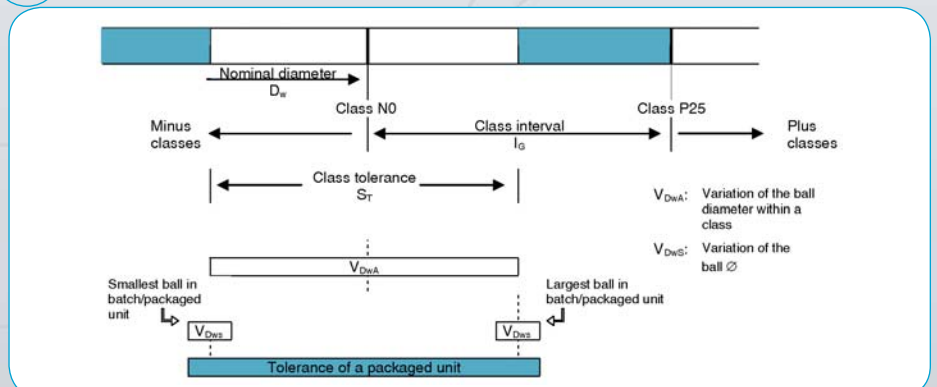 Nominal diameter
Dw
Class N0
Class P25
Minus
classes
Class interval
IG
Plus
classes
Class tolerance
ST
VDwA: Variation of the ball
diameter within a
class
VDwS: Variation of the
ball Ø
VDwA
Smallest ball in
batch/packaged
unit
Largest ball in
batch/packaged unit
VDws
VDws
Tolerance of a packaged unit